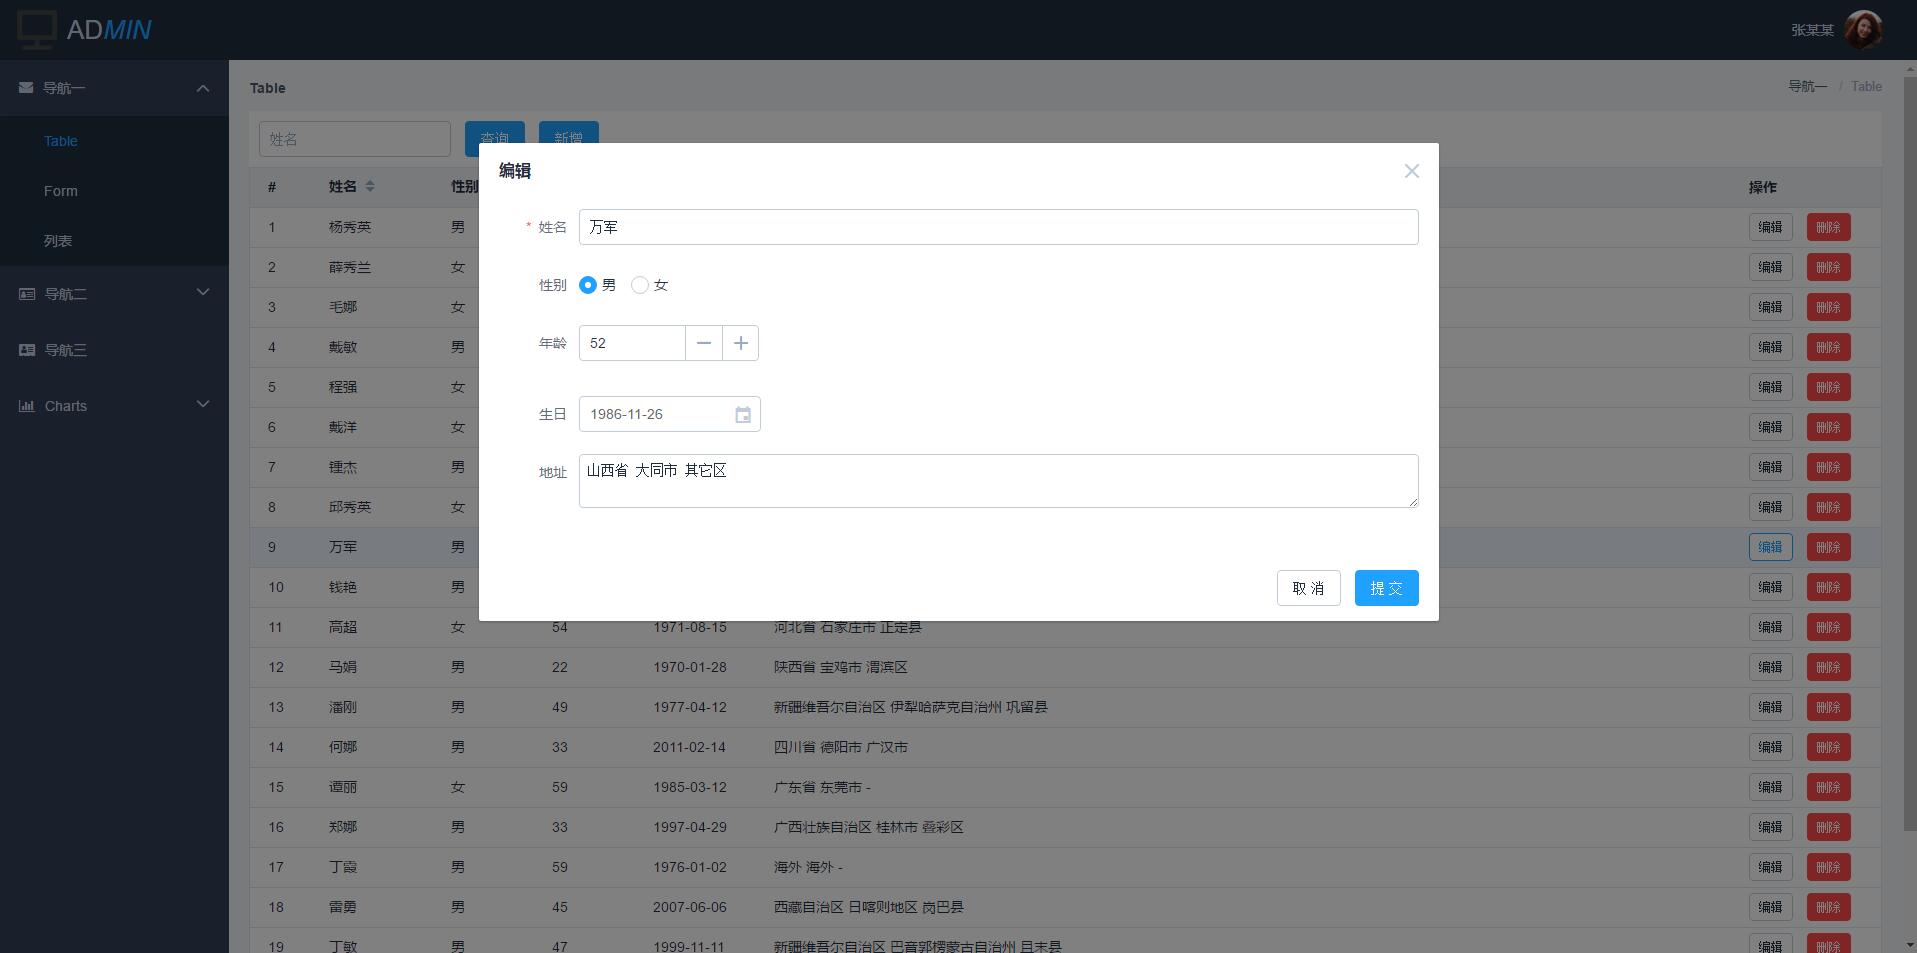 ADMIN
张某某
导航一
Table
Form
列表
导航二
导航三
Charts
Table
导航一 / Table
姓名 查询 新增
# 姓名 性别 操作
1 杨秀英 男 编辑 删除
2 薛秀兰 女 编辑 删除
3 毛娜 女 编辑 删除
4 戴敏 男 编辑 删除
5 程强 女 编辑 删除
6 戴洋 女 编辑 删除
7 锺杰 男 编辑 删除
8 邱秀英 女 编辑 删除
9 万军 男 编辑 删除
10 钱艳 男 编辑 删除
11 高超 女 54 1971-08-15 河北省 石家庄市 正定县 编辑 删除
12 马娟 男 22 1970-01-28 陕西省 宝鸡市 渭滨区 编辑 删除
13 潘刚 男 49 1977-04-12 新疆维吾尔自治区 伊犁哈萨克自治州 巩留县 编辑 删除
14 何娜 男 33 2011-02-14 四川省 德阳市 广汉市 编辑 删除
15 谭丽 女 59 1985-03-12 广东省 东莞市 - 编辑 删除
16 郑娜 男 33 1997-04-29 广西壮族自治区 桂林市 叠彩区 编辑 删除
17 丁霞 男 59 1976-01-02 海外 海外 - 编辑 删除
18 雷勇 男 45 2007-06-06 西藏自治区 日喀则地区 岗巴县 编辑 删除
19 丁敏 男 47 1999-11-11 新疆维吾尔自治区 巴音郭楞蒙古自治州 且末县 编辑 删除
编辑
* 姓名 万军
性别 男 女
年龄 52
生日 1986-11-26
地址 山西省 大同市 其它区
取消 提交